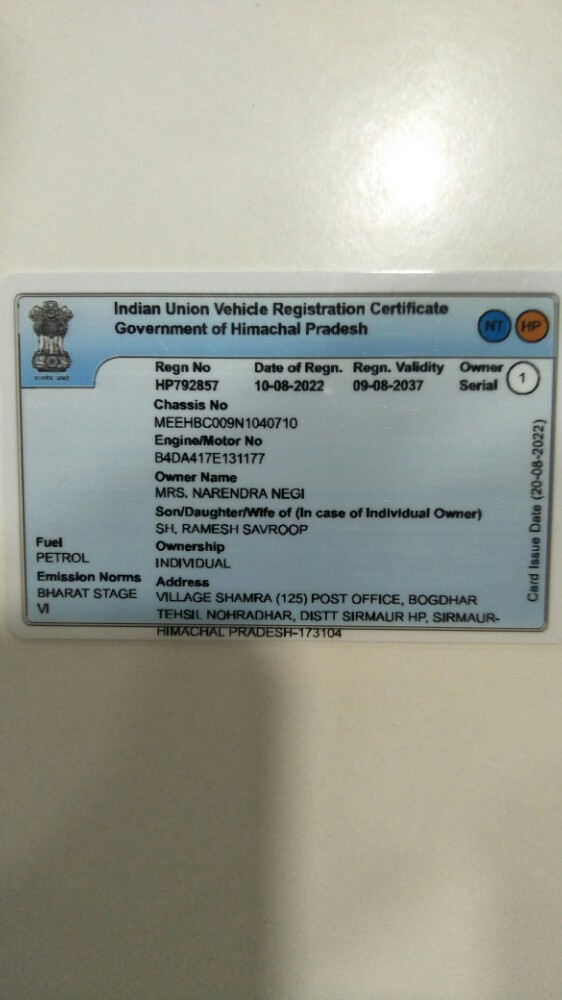 Indian Union Vehicle Registration Certificate
Government of Himachal Pradesh
NT HP
Regn No Date of Regn. Regn. Validity Owner
HP792857 10-08-2022 09-08-2037 Serial 1
Chassis No
MEEHBC009N1040710
Engine/Motor No
B4DA417E131177
Owner Name
MRS. NARENDRA NEGI
Son/Daughter/Wife of (In case of Individual Owner)
SH. RAMESH SAVROOP
Ownership
INDIVIDUAL
Address
VILLAGE SHAMRA (125) POST OFFICE, BOGDHAR
TEHSIL NOHRADHAR, DISTT SIRMAUR HP, SIRMAUR-
HIMACHAL PRADESH-173104
Fuel
PETROL
Emission Norms
BHARAT STAGE
VI
Card Issue Date (20-08-2022)